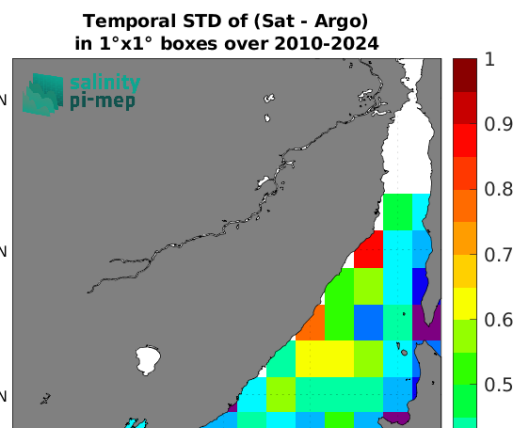 Temporal STD of (Sat - Argo)
in 1°x1° boxes over 2010-2024
salinity
pi-mep
N
N
N
1
0.9
0.8
0.7
0.6
0.5